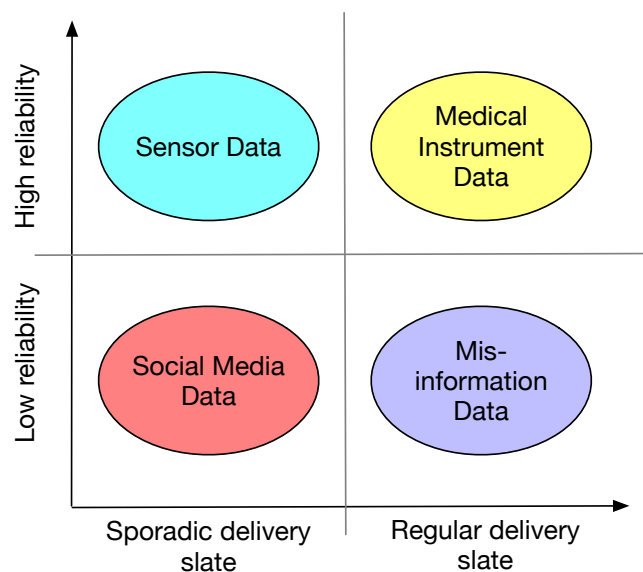 High reliability
Sensor Data
Medical
Instrument
Data
Low reliability
Social Media
Data
Mis-
information
Data
Sporadic delivery
slate
Regular delivery
slate